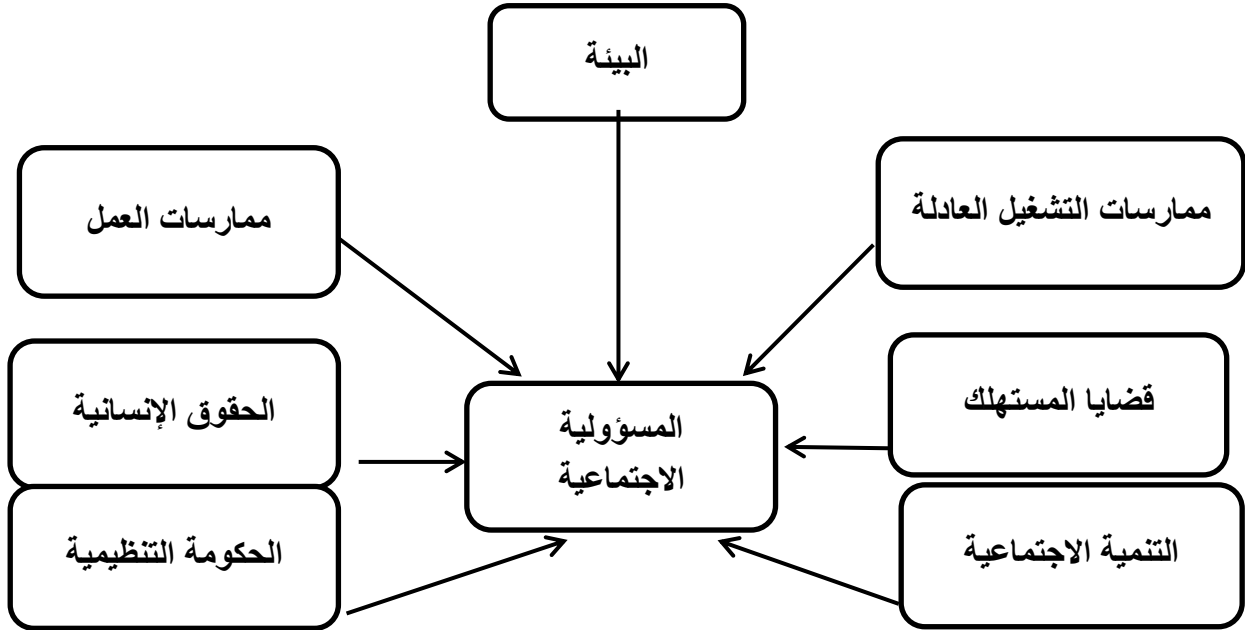 البيئة
ممارسات التشغيل العادلة
ممارسات العمل
قضايا المستهلك
الحقوق الإنسانية
المسؤولية
الاجتماعية
التنمية الاجتماعية
الحكومة التنظيمية